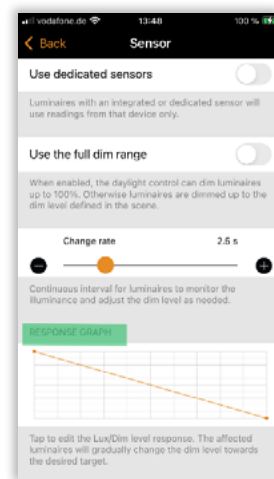 vodafone.de 13:48 100 %
Back Sensor
Use dedicated sensors
Luminaires with an integrated or dedicated sensor will
use readings from that device only.
Use the full dim range
When enabled, the daylight control can dim luminaires
up to 100%. Otherwise luminaires are dimmed up to the
dim level defined in the scene.
Change rate 2.5 s
Continuous interval for luminaires to monitor the
illuminance and adjust the dim level as needed.
RESPONSE GRAPH
Tap to edit the Lux/Dim level response. The affected
luminaires will gradually change the dim level towards
the desired target.